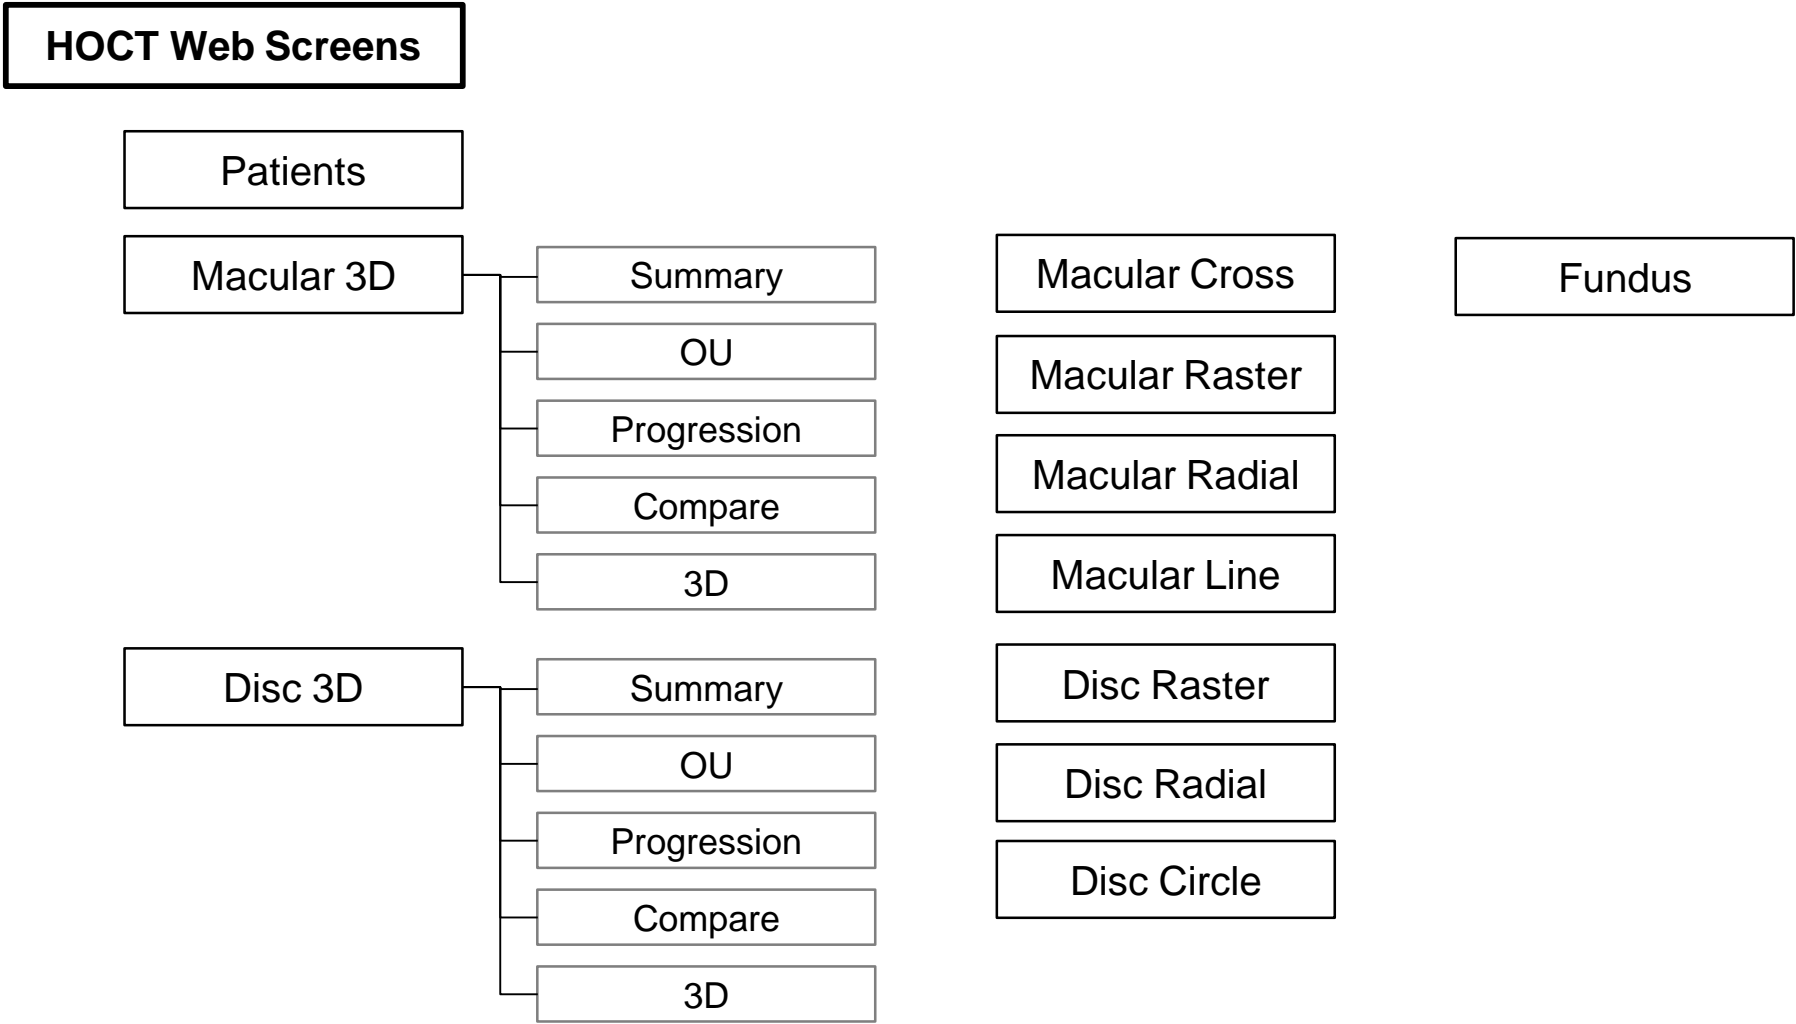 HOCT Web Screens
Patients
Macular 3D
Summary
OU
Progression
Compare
3D
Disc 3D
Summary
OU
Progression
Compare
3D
Macular Cross
Macular Raster
Macular Radial
Macular Line
Disc Raster
Disc Radial
Disc Circle
Fundus